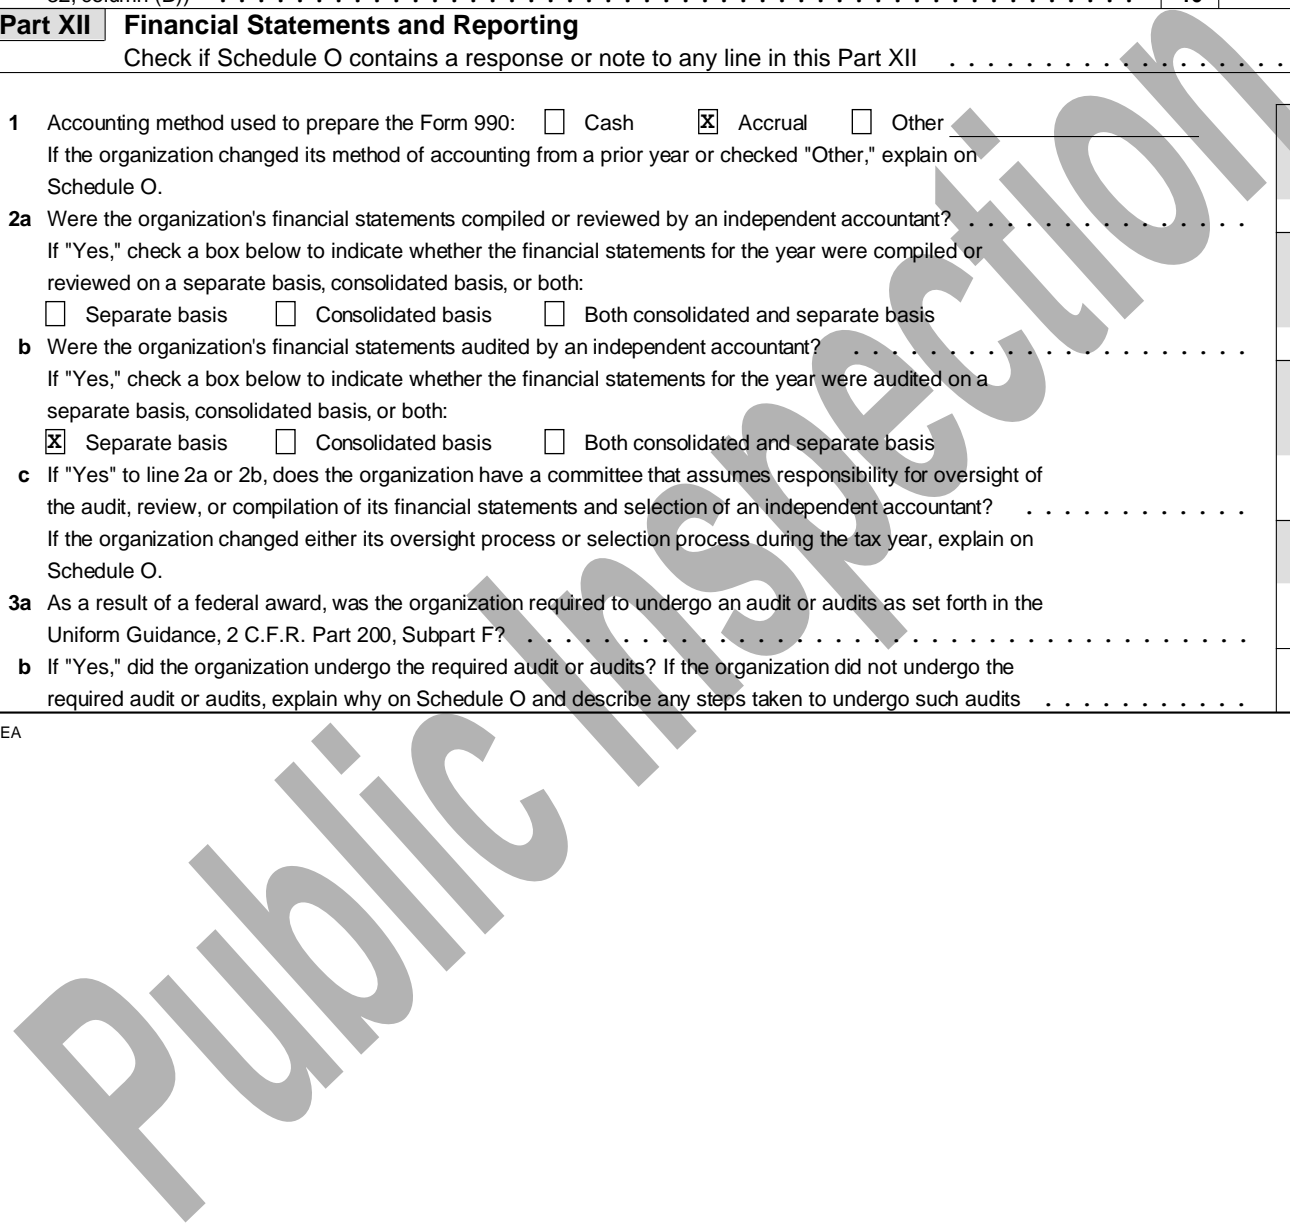 Part XII Financial Statements and Reporting
Check if Schedule O contains a response or note to any line in this Part XII . . . . . . . . . . . . . . . . . .
1 Accounting method used to prepare the Form 990: Cash X Accrual Other
If the organization changed its method of accounting from a prior year or checked "Other," explain on
Schedule O.
2a Were the organization's financial statements compiled or reviewed by an independent accountant? . . . . . . . . . . . . . . .
If "Yes," check a box below to indicate whether the financial statements for the year were compiled or
reviewed on a separate basis, consolidated basis, or both:
Separate basis Consolidated basis Both consolidated and separate basis
b Were the organization's financial statements audited by an independent accountant? . . . . . . . . . . . . . . . . . . . . .
If "Yes," check a box below to indicate whether the financial statements for the year were audited on a
separate basis, consolidated basis, or both:
X Separate basis Consolidated basis Both consolidated and separate basis
c If "Yes" to line 2a or 2b, does the organization have a committee that assumes responsibility for oversight of
the audit, review, or compilation of its financial statements and selection of an independent accountant? . . . . . . . . . . . .
If the organization changed either its oversight process or selection process during the tax year, explain on
Schedule O.
3a As a result of a federal award, was the organization required to undergo an audit or audits as set forth in the
Uniform Guidance, 2 C.F.R. Part 200, Subpart F? . . . . . . . . . . . . . . . . . . . . . . . . . . . . . . . . . . . . . .
b If "Yes," did the organization undergo the required audit or audits? If the organization did not undergo the
required audit or audits, explain why on Schedule O and describe any steps taken to undergo such audits . . . . . . . . . . .
EA
Public Inspection